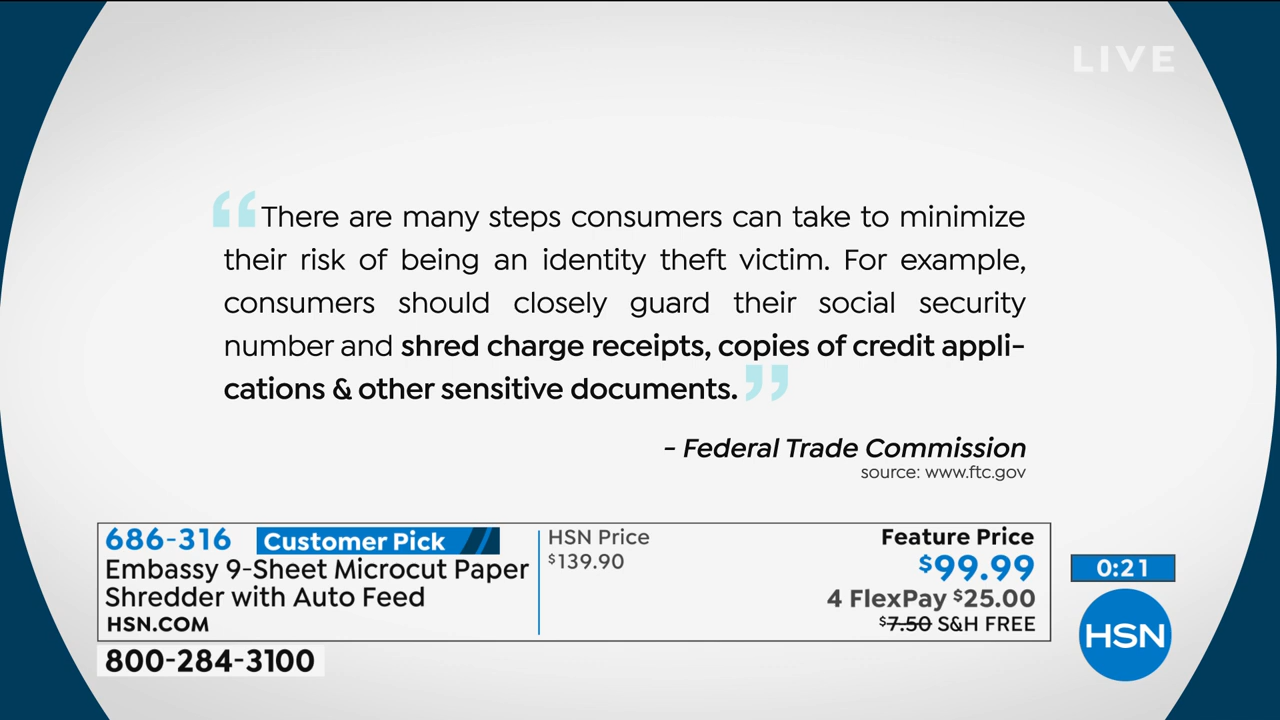 LIVE
“There are many steps consumers can take to minimize
their risk of being an identity theft victim. For example,
consumers should closely guard their social security
number and shred charge receipts, copies of credit appli-
cations & other sensitive documents.”
- Federal Trade Commission
source: www.ftc.gov
686-316 Customer Pick
Embassy 9-Sheet Microcut Paper
Shredder with Auto Feed
HSN.COM
HSN Price
$139.90
Feature Price
$99.99
4 FlexPay $25.00
$7.50 S&H FREE
0:21
HSN
800-284-3100